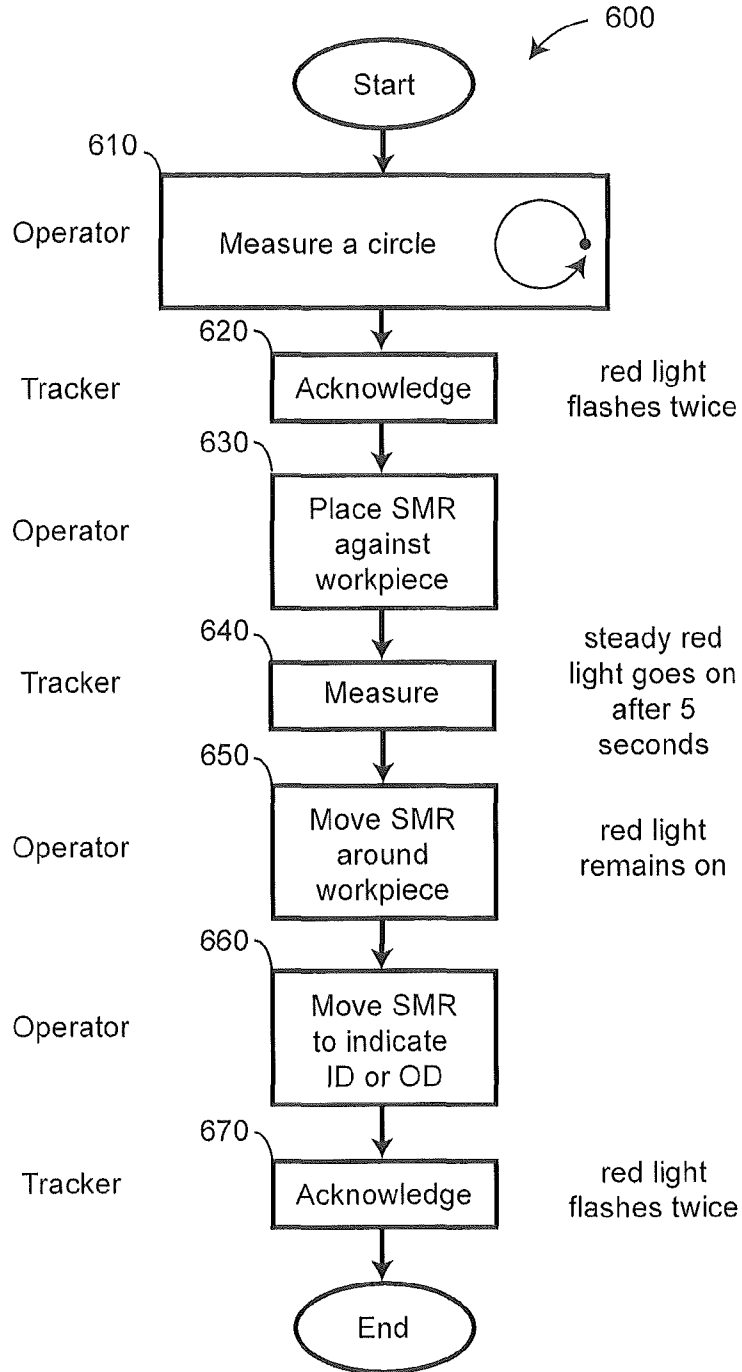 600
Start
610
Operator
Measure a circle
620
Tracker
Acknowledge
red light
flashes twice
630
Operator
Place SMR
against
workpiece
640
Tracker
Measure
steady red
light goes on
after 5
seconds
650
Operator
Move SMR
around
workpiece
red light
remains on
660
Operator
Move SMR
to indicate
ID or OD
670
Tracker
Acknowledge
red light
flashes twice
End